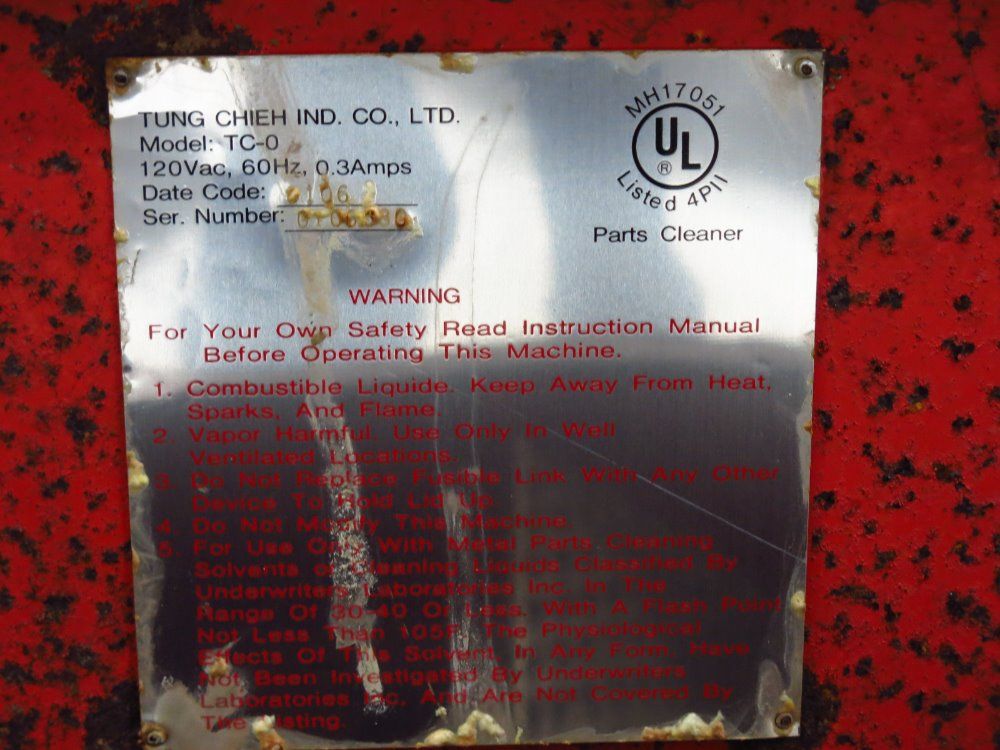 TUNG CHIEH IND. CO., LTD.
Model: TC-0
120Vac, 60Hz, 0.3Amps
Date Code: 0106
Ser. Number:
MH17051
UL
®
Listed 4P11
Parts Cleaner
WARNING
For Your Own Safety Read Instruction Manual
Before Operating This Machine.
1. Combustible Liquide. Keep Away From Heat,
Sparks, And Flame.
2. Vapor Harmful. Use Only In Well
Ventilated Locations.
3. Do Not Replace Fusible Link With Any Other
Device To Hold Lid Up.
4. Do Not Modify This Machine.
5. For Use Only With Metal Parts Cleaning
Solvents or Cleaning Liquids Classified By
Underwriters Laboratories Inc. In The
Range Of 30-40 Or Less. With A Flash Point
Not Less Than 105F. The Physiological
Effects Of This Solvent, In Any Form, Have
Not Been Investigated By Underwriters
Laboratories Inc, And Are Not Covered By
The Listing.